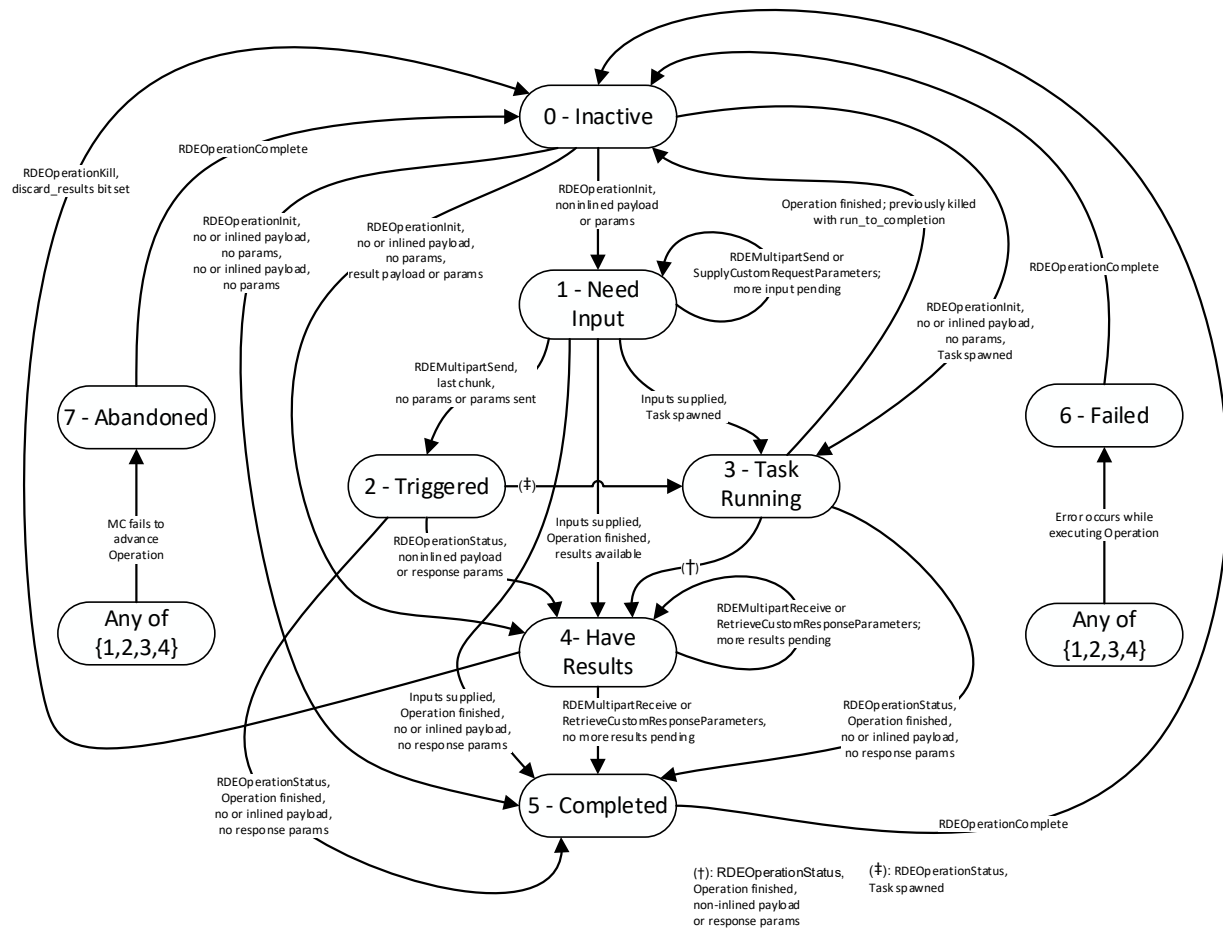 0 - Inactive
RDEOperationKill,
discard_results bit set
RDEOperationComplete
RDEOperationInit,
no or inlined payload,
no params,
no or inlined payload,
no params
RDEOperationInit,
no or inlined payload,
no params,
result payload or params
RDEOperationInit,
noninlined payload
or params
Operation finished; previously killed
with run_to_completion
RDEOperationComplete
RDEMultipartSend or
SupplyCustomRequestParameters;
more input pending
1 - Need
Input
RDEOperationInit,
no or inlined payload,
no params,
Task spawned
RDEMultipartSend,
last chunk,
no params or params sent
Inputs supplied,
Task spawned
7 - Abandoned
6 - Failed
2 - Triggered
(‡)
3 - Task
Running
MC fails to
advance
Operation
RDEOperationStatus,
noninlined payload
or response params
Inputs supplied,
Operation finished,
results available
(†)
Error occurs while
executing Operation
Any of
{1,2,3,4}
4- Have
Results
RDEMultipartReceive or
RetrieveCustomResponseParameters;
more results pending
Any of
{1,2,3,4}
Inputs supplied,
Operation finished,
no or inlined payload,
no response params
RDEMultipartReceive or
RetrieveCustomResponseParameters,
no more results pending
RDEOperationStatus,
Operation finished,
no or inlined payload,
no response params
RDEOperationStatus,
Operation finished,
no or inlined payload,
no response params
5 - Completed
RDEOperationComplete
(†): RDEOperationStatus,
Operation finished,
non-inlined payload
or response params
(‡): RDEOperationStatus,
Task spawned